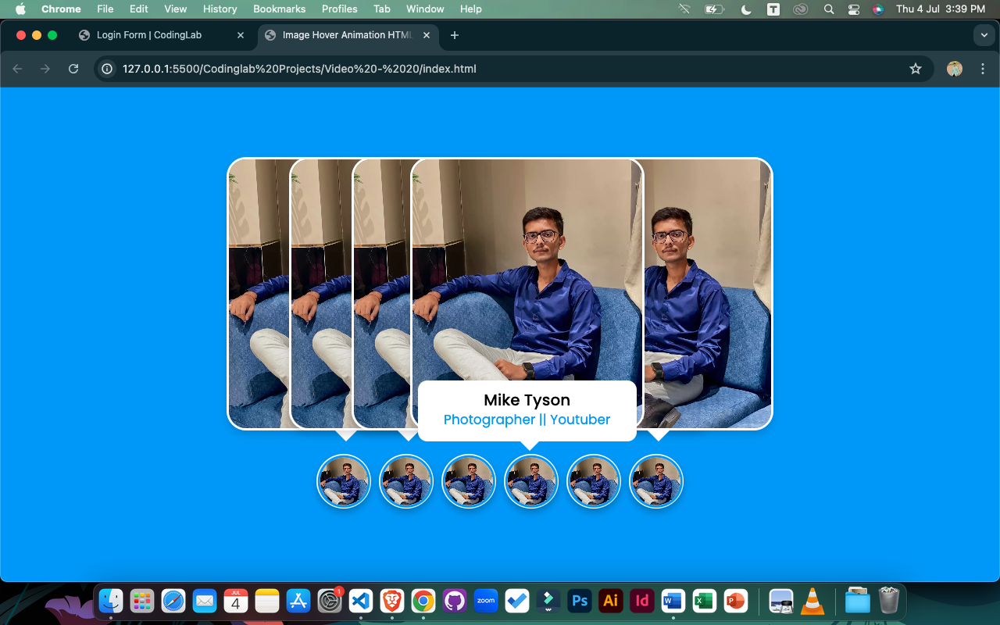 Chrome File Edit View History Bookmarks Profiles Tab Window Help T Thu 4 Jul 3:39 PM
Login Form | CodingLab Image Hover Animation HTML
127.0.0.1:5500/Codinglab%20Projects/Video%20-%2020/index.html
Mike Tyson
Photographer || Youtuber
JUL 1
4 zoom Ps Ai Id W X P